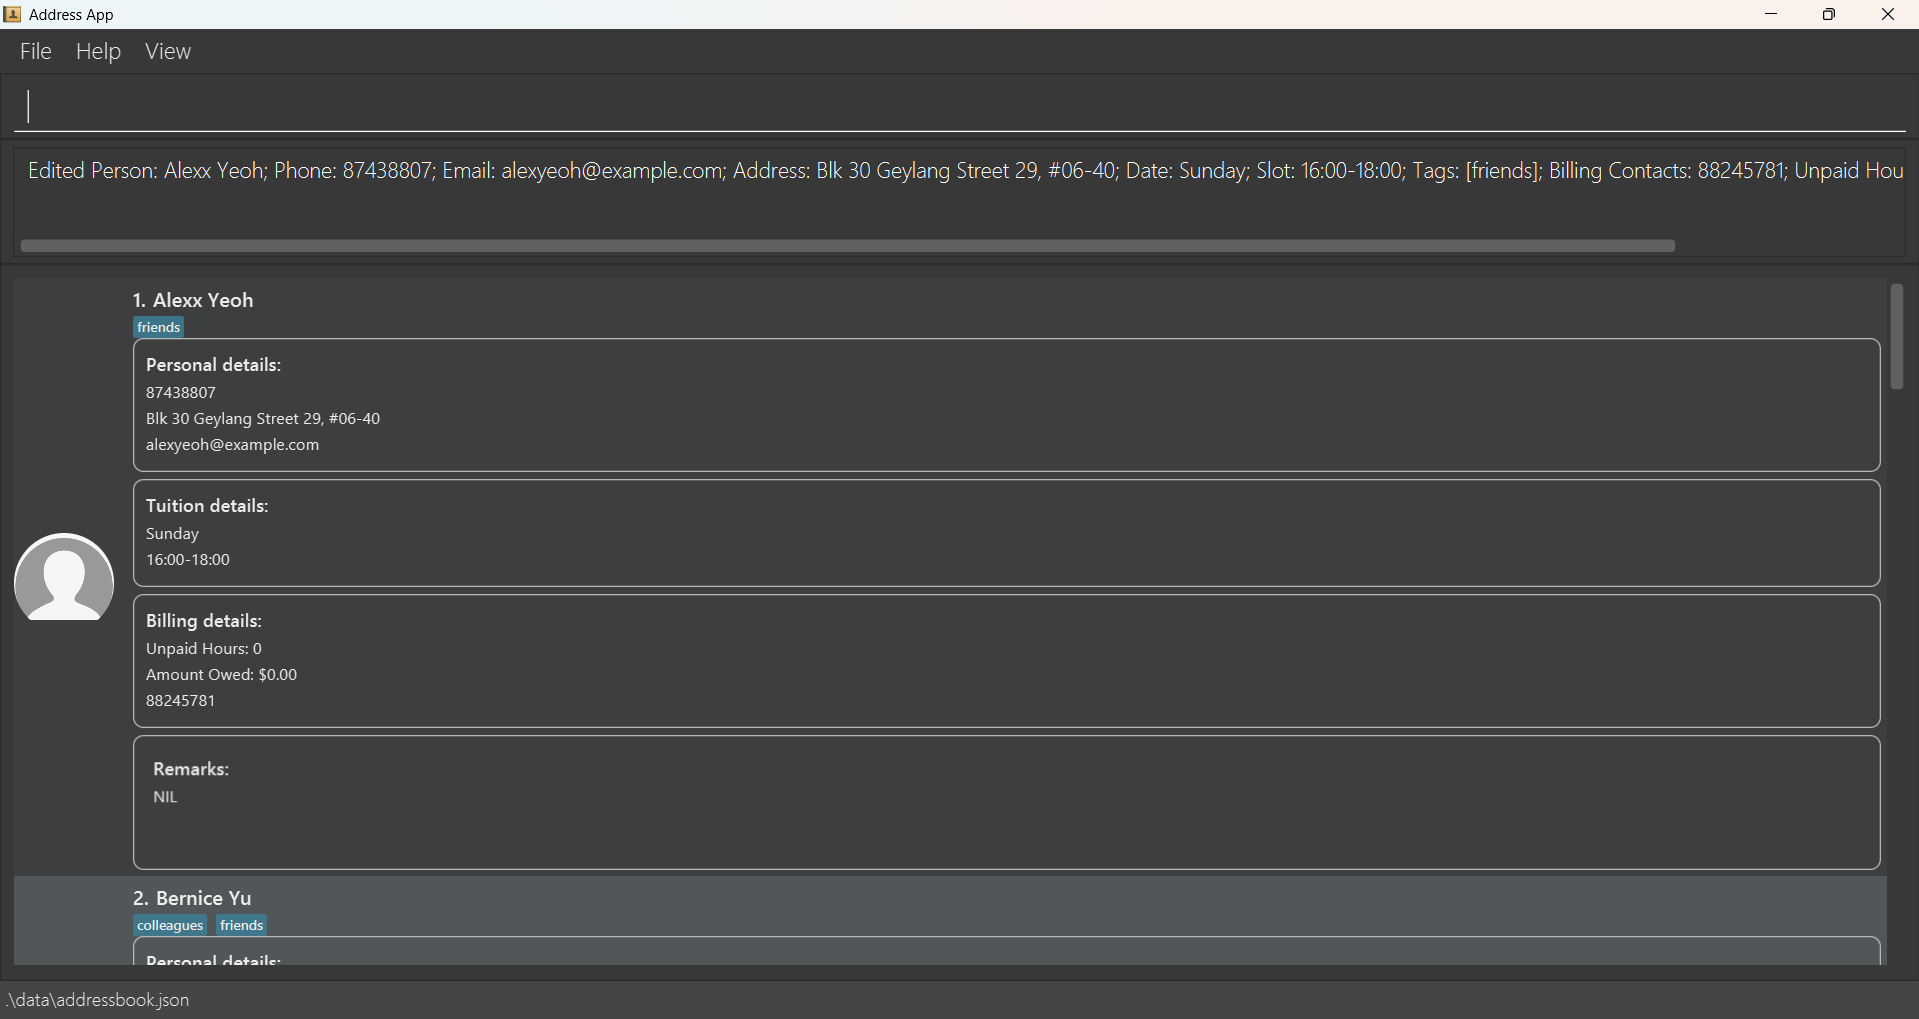 Address App
File Help View
Edited Person: Alexx Yeoh; Phone: 87438807; Email: alexyeoh@example.com; Address: Blk 30 Geylang Street 29, #06-40; Date: Sunday; Slot: 16:00-18:00; Tags: [friends]; Billing Contacts: 88245781; Unpaid Hou
1. Alexx Yeoh
friends
Personal details:
87438807
Blk 30 Geylang Street 29, #06-40
alexyeoh@example.com
Tuition details:
Sunday
16:00-18:00
Billing details:
Unpaid Hours: 0
Amount Owed: $0.00
88245781
Remarks:
NIL
2. Bernice Yu
colleagues friends
Personal details:
.\data\addressbook.json